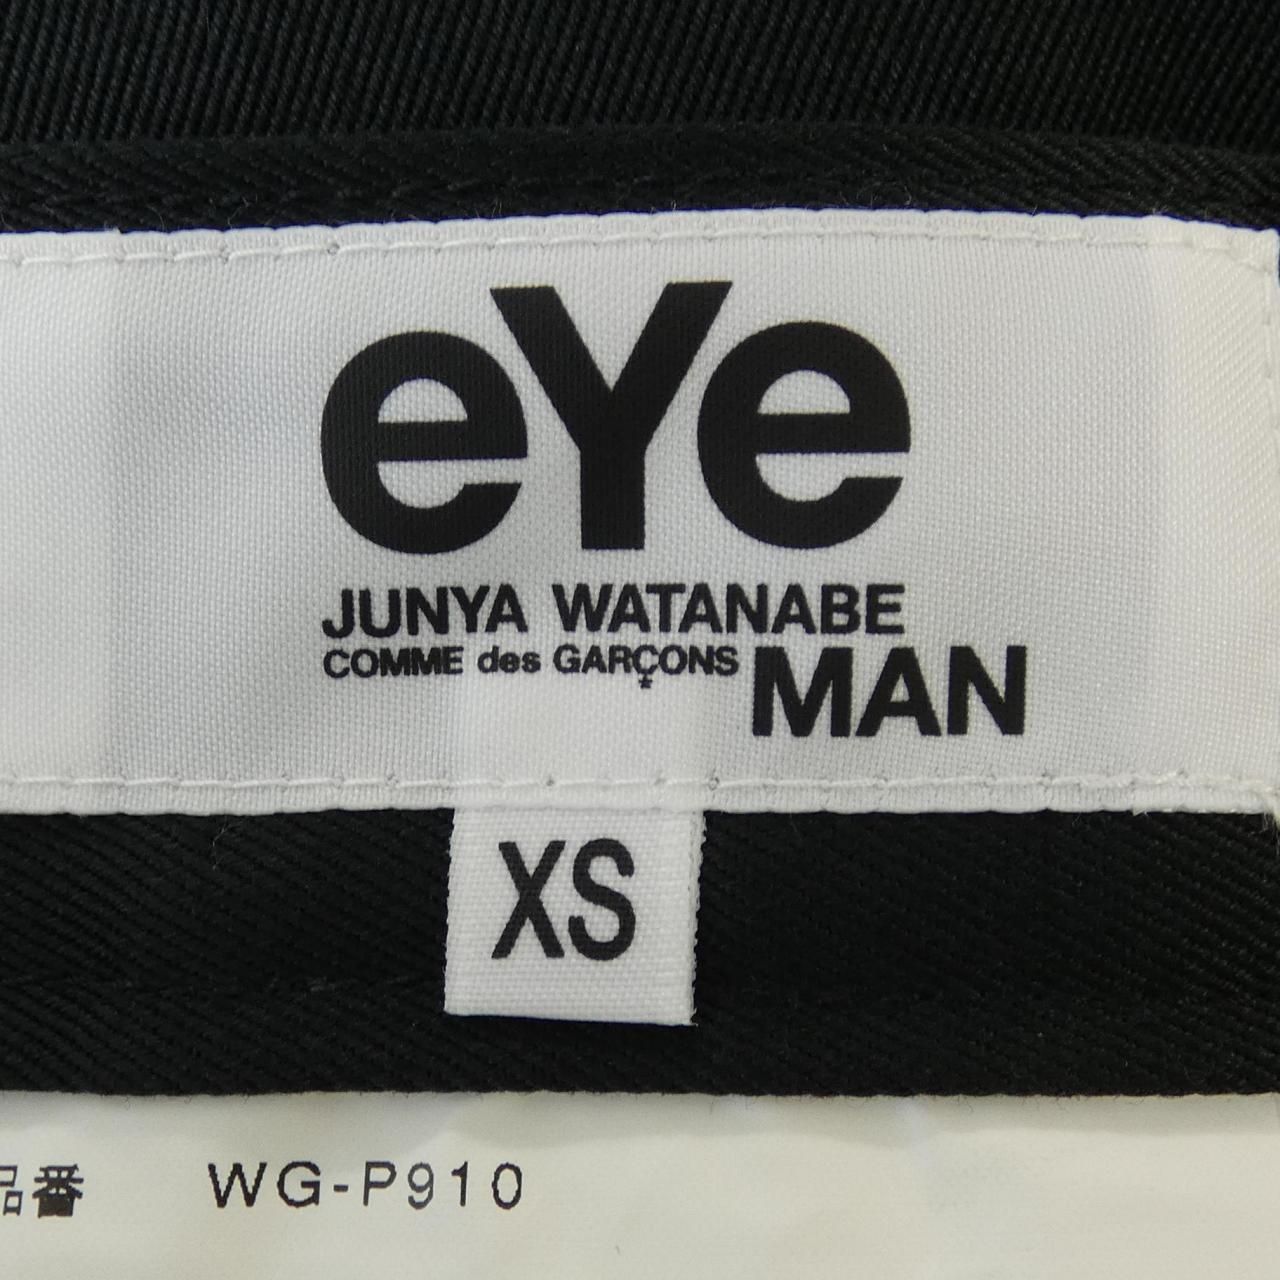 eYe
JUNYA WATANABE
COMME des GARÇONS MAN
XS
品番 WG-P910